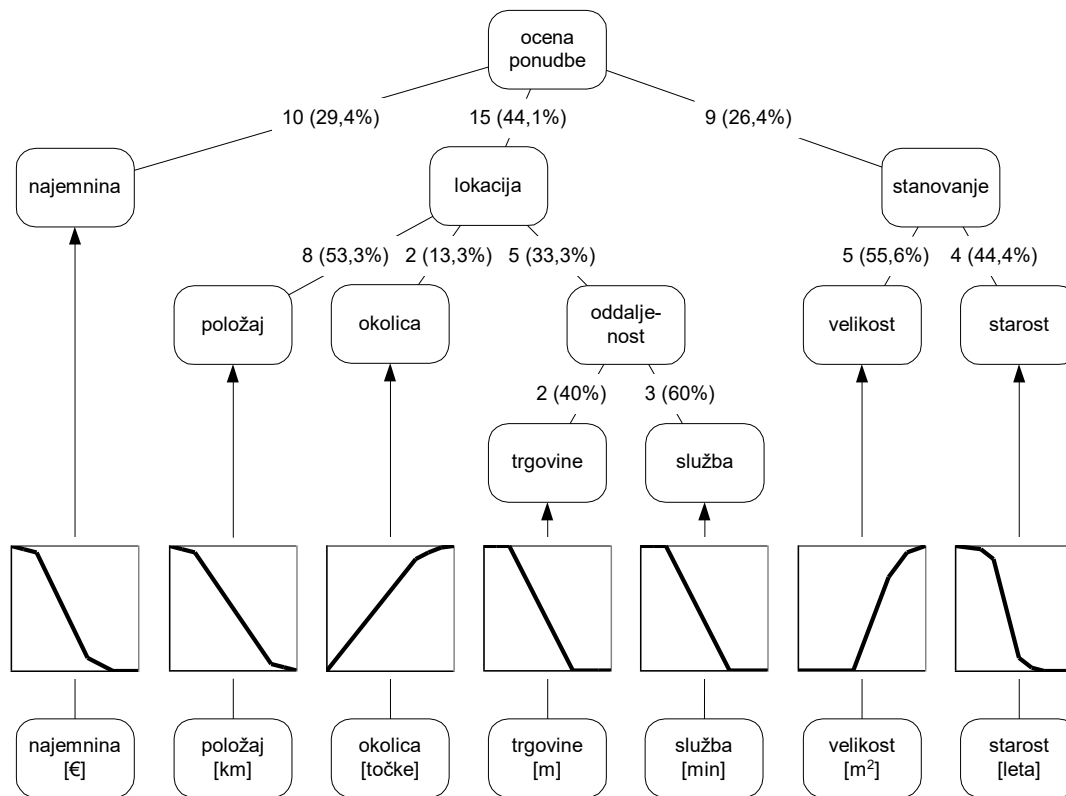 ocena
ponudbe
10 (29,4%)
15 (44,1%)
9 (26,4%)
najemnina
lokacija
stanovanje
8 (53,3%)
2 (13,3%)
5 (33,3%)
5 (55,6%)
4 (44,4%)
položaj
okolica
oddalje-
nost
velikost
starost
2 (40%)
3 (60%)
trgovine
služba
najemnina
[€]
položaj
[km]
okolica
[točke]
trgovine
[m]
služba
[min]
velikost
[m²]
starost
[leta]